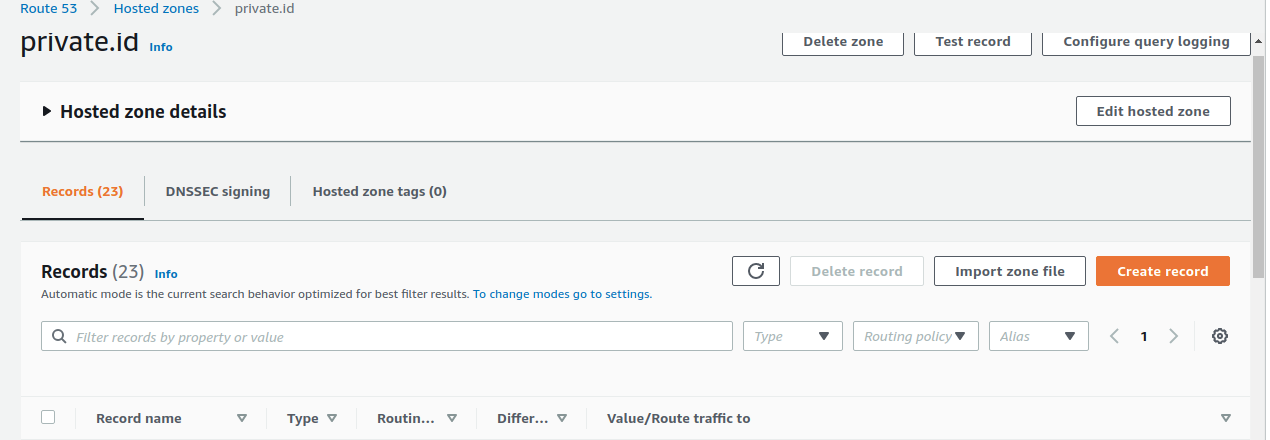 Route 53 > Hosted zones > private.id
private.id Info
Delete zone Test record Configure query logging
Hosted zone details
Edit hosted zone
Records (23) DNSSEC signing Hosted zone tags (0)
Records (23) Info
Delete record Import zone file Create record
Automatic mode is the current search behavior optimized for best filter results. To change modes go to settings.
Filter records by property or value Type Routing policy Alias 1
Record name Type Routin... Differ... Value/Route traffic to